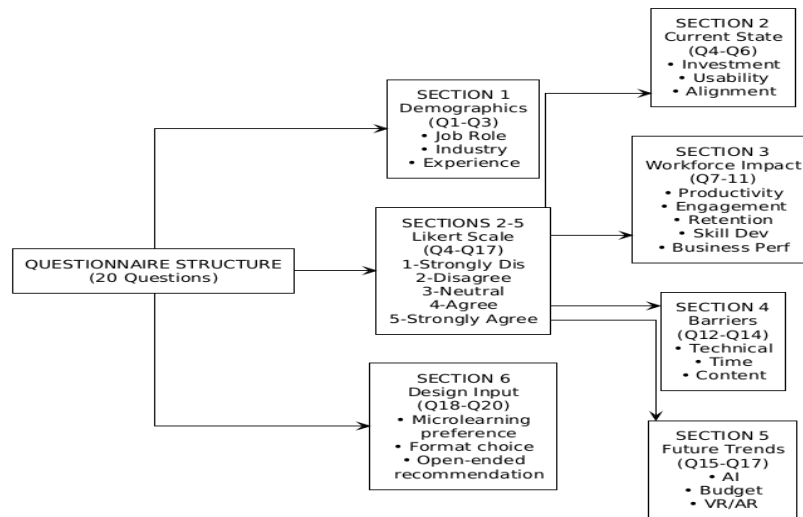 QUESTIONNAIRE STRUCTURE
(20 Questions)
SECTION 1
Demographics
(Q1-Q3)
• Job Role
• Industry
• Experience
SECTIONS 2-5
Likert Scale
(Q4-Q17)
1-Strongly Dis
2-Disagree
3-Neutral
4-Agree
5-Strongly Agree
SECTION 6
Design Input
(Q18-Q20)
• Microlearning
preference
• Format choice
• Open-ended
recommendation
SECTION 2
Current State
(Q4-Q6)
• Investment
• Usability
• Alignment
SECTION 3
Workforce Impact
(Q7-11)
• Productivity
• Engagement
• Retention
• Skill Dev
• Business Perf
SECTION 4
Barriers
(Q12-Q14)
• Technical
• Time
• Content
SECTION 5
Future Trends
(Q15-Q17)
• AI
• Budget
• VR/AR